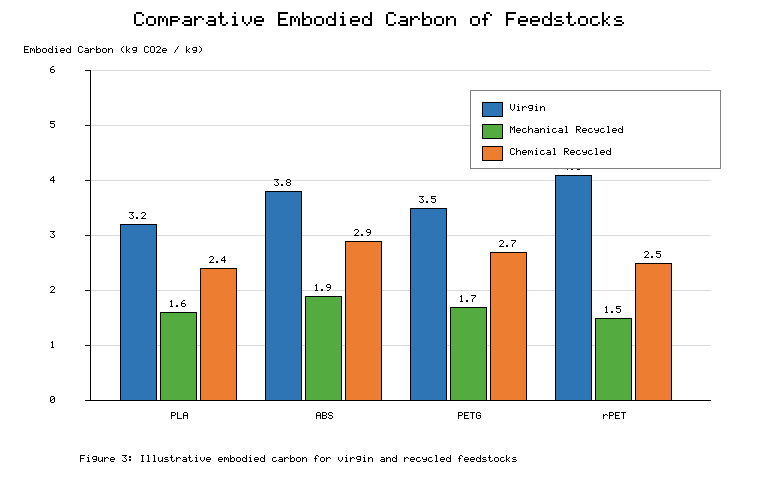 Comparative Embodied Carbon of Feedstocks
Embodied Carbon (kg CO2e / kg)
6
5
4
3
2
1
0
Virgin
Mechanical Recycled
Chemical Recycled
3.2
1.6
2.4
3.8
1.9
2.9
3.5
1.7
2.7
1.5
2.5
PLA
ABS
PETG
rPET
Figure 3: Illustrative embodied carbon for virgin and recycled feedstocks